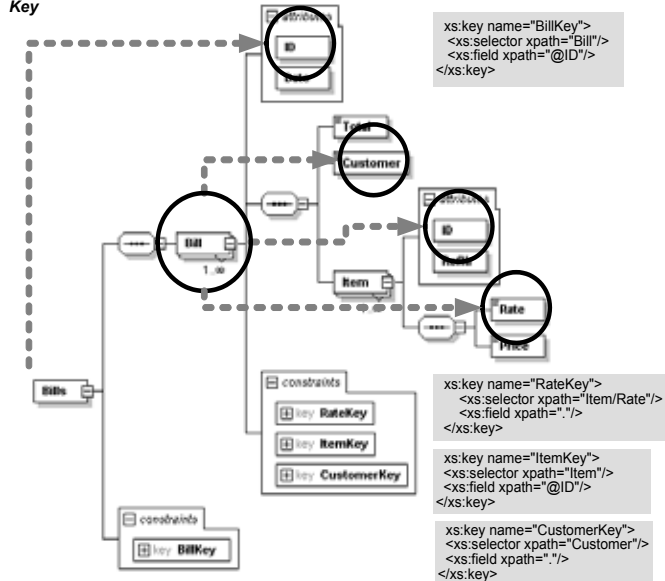 Key
attributes
ID
Date
xs:key name="BillKey">
<xs:selector xpath="Bill"/>
<xs:field xpath="@ID"/>
</xs:key>
Total
Customer
attributes
ID
Bill
1..∞
Item
Rate
Price
Bills
constraints
key RateKey
key ItemKey
key CustomerKey
xs:key name="RateKey">
<xs:selector xpath="Item/Rate"/>
<xs:field xpath="."/>
</xs:key>
xs:key name="ItemKey">
<xs:selector xpath="Item"/>
<xs:field xpath="@ID"/>
</xs:key>
constraints
key BillKey
xs:key name="CustomerKey">
<xs:selector xpath="Customer"/>
<xs:field xpath="."/>
</xs:key>